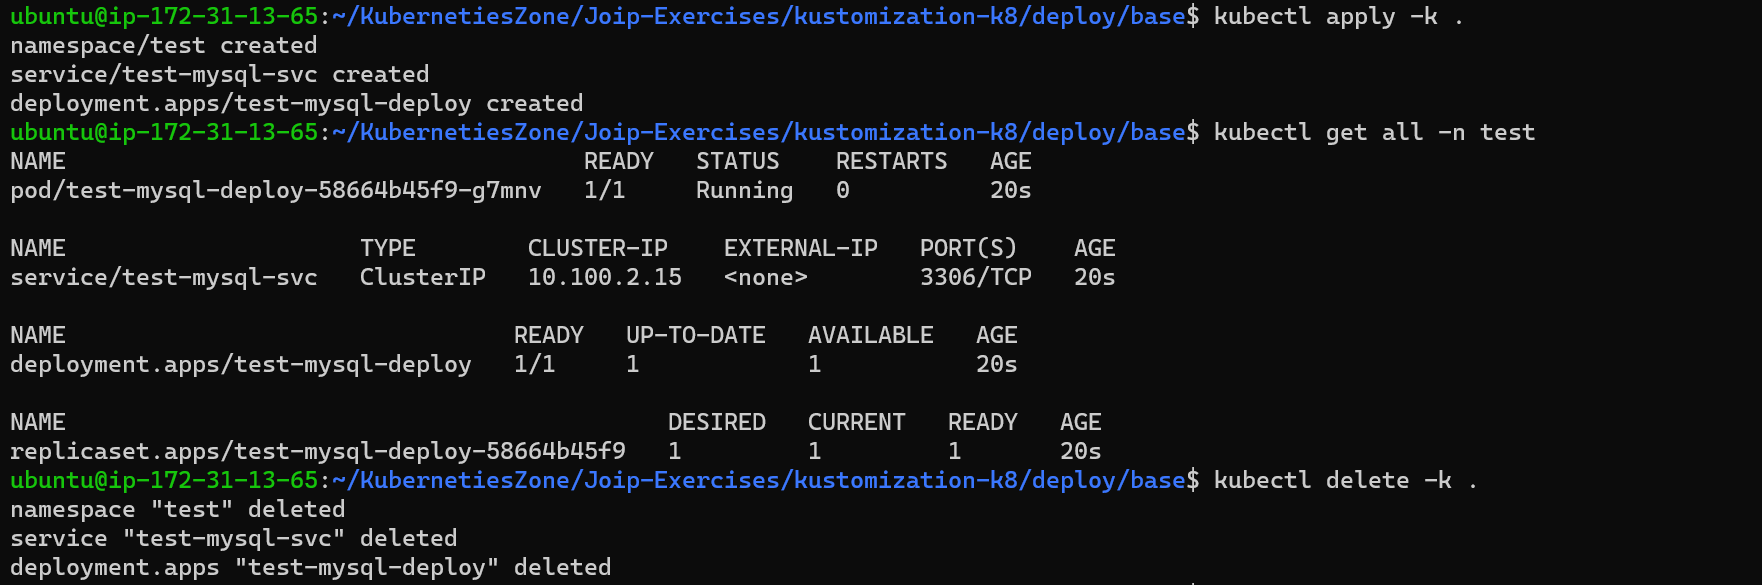 ubuntu@ip-172-31-13-65:~/KubernetiesZone/Joip-Exercises/kustomization-k8/deploy/base$ kubectl apply -k .
namespace/test created
service/test-mysql-svc created
deployment.apps/test-mysql-deploy created
ubuntu@ip-172-31-13-65:~/KubernetiesZone/Joip-Exercises/kustomization-k8/deploy/base$ kubectl get all -n test
NAME                                     READY   STATUS    RESTARTS   AGE
pod/test-mysql-deploy-58664b45f9-g7mnv   1/1     Running   0          20s

NAME                     TYPE        CLUSTER-IP    EXTERNAL-IP   PORT(S)    AGE
service/test-mysql-svc   ClusterIP   10.100.2.15   <none>        3306/TCP   20s

NAME                                READY   UP-TO-DATE   AVAILABLE   AGE
deployment.apps/test-mysql-deploy   1/1     1            1           20s

NAME                                           DESIRED   CURRENT   READY   AGE
replicaset.apps/test-mysql-deploy-58664b45f9   1         1         1       20s
ubuntu@ip-172-31-13-65:~/KubernetiesZone/Joip-Exercises/kustomization-k8/deploy/base$ kubectl delete -k .
namespace "test" deleted
service "test-mysql-svc" deleted
deployment.apps "test-mysql-deploy" deleted